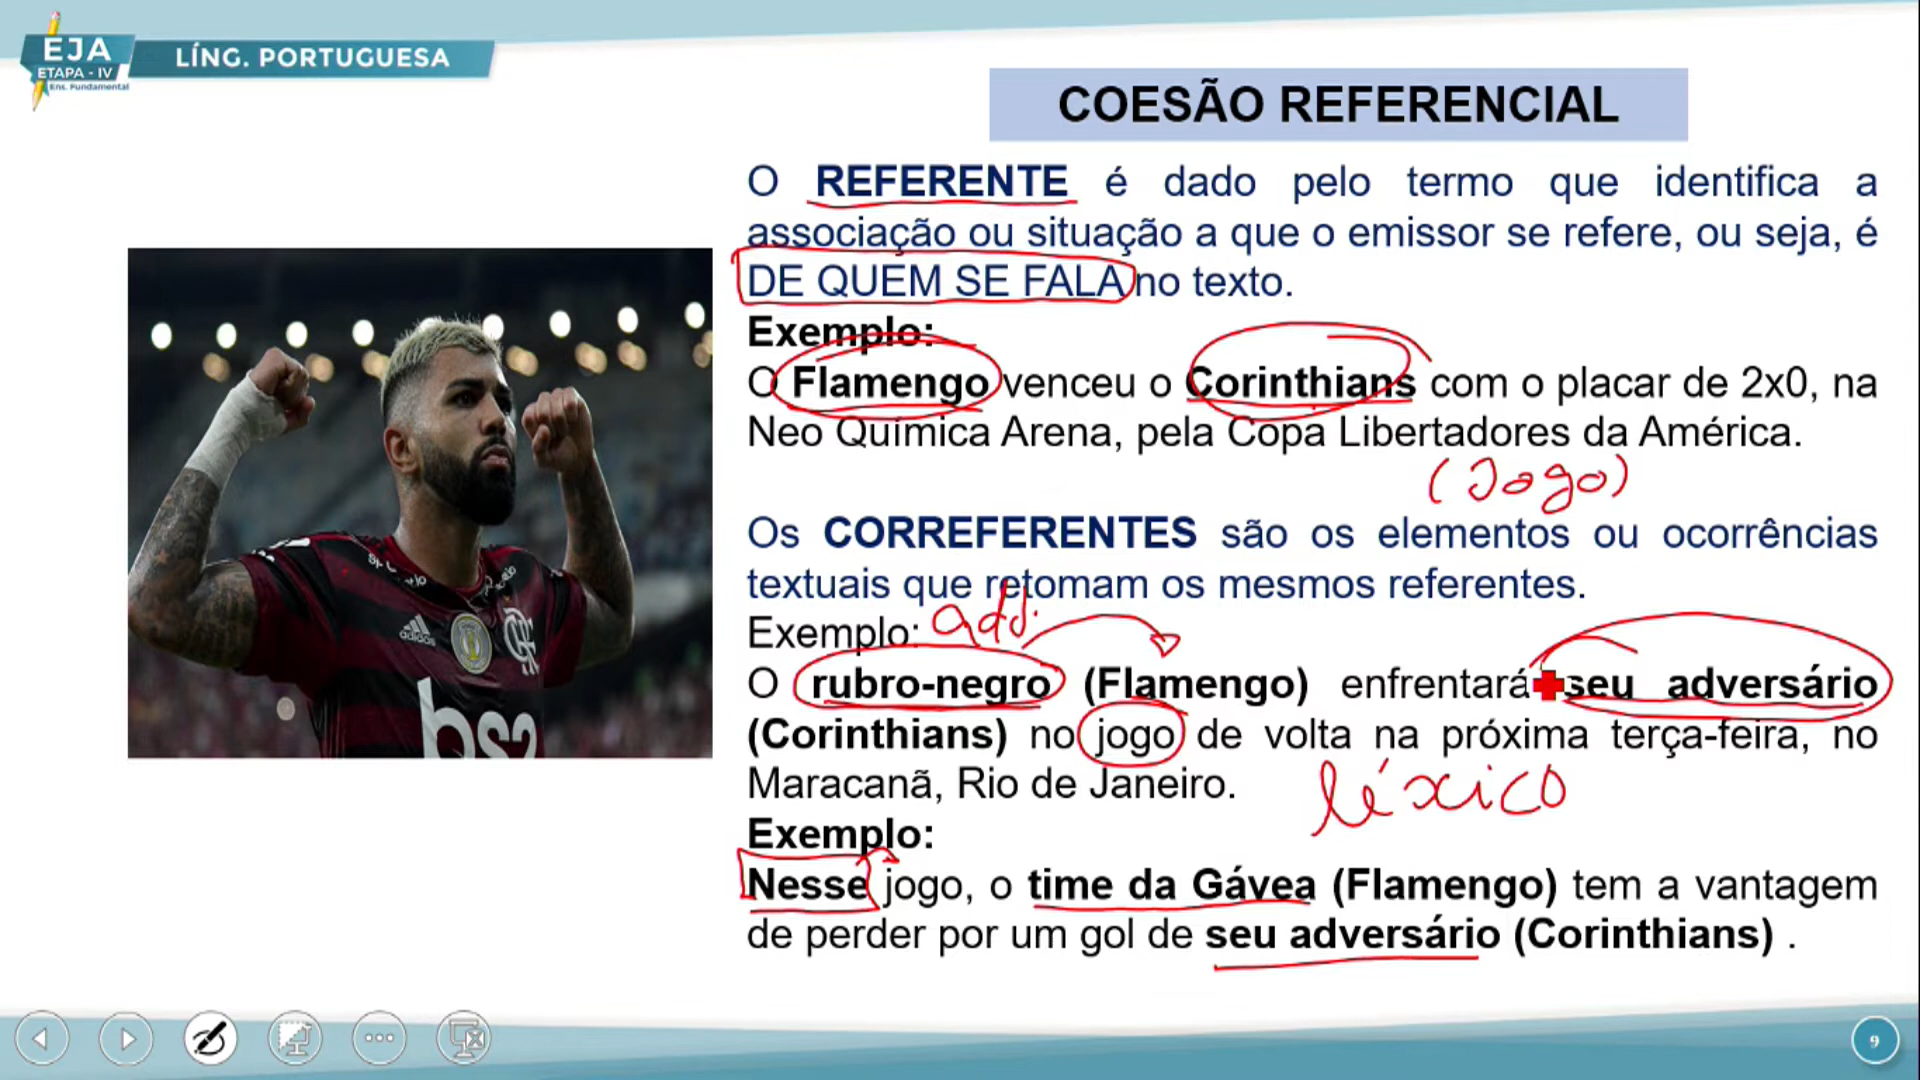 EJA
ETAPA - IV
Ens. Fundamental
LÍNG. PORTUGUESA
COESÃO REFERENCIAL
O REFERENTE é dado pelo termo que identifica a
associação ou situação a que o emissor se refere, ou seja, é
DE QUEM SE FALA no texto.
Exemplo:
O Flamengo venceu o Corinthians com o placar de 2x0, na
Neo Química Arena, pela Copa Libertadores da América.
(Jogo)
Os CORREFERENTES são os elementos ou ocorrências
textuais que retomam os mesmos referentes.
Exemplo:
adj.
O rubro-negro (Flamengo) enfrentará seu adversário
(Corinthians) no jogo de volta na próxima terça-feira, no
Maracanã, Rio de Janeiro.
léxico
Exemplo:
Nesse jogo, o time da Gávea (Flamengo) tem a vantagem
de perder por um gol de seu adversário (Corinthians) .
adidas
bs2
9